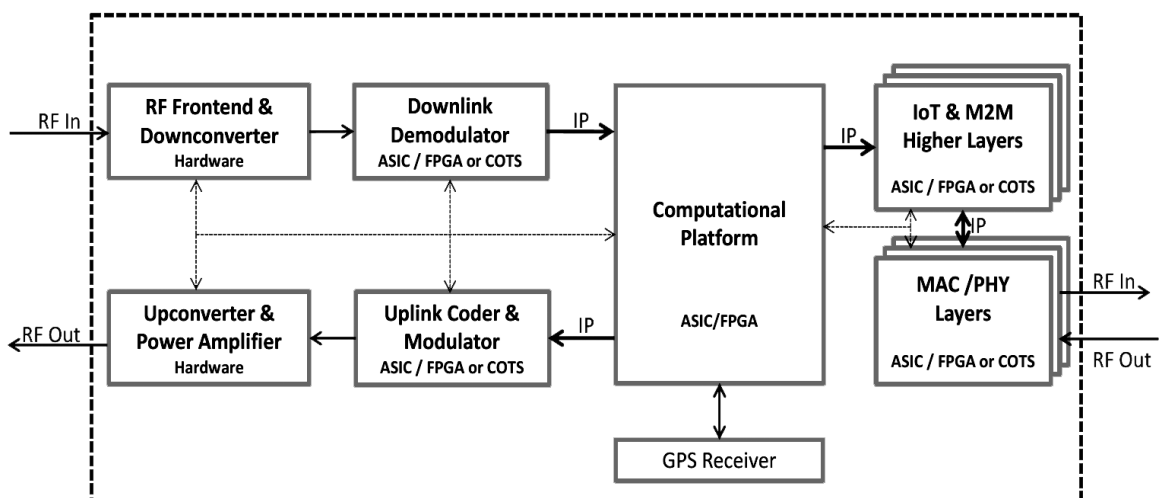 RF In
RF Frontend &
Downconverter
Hardware
Downlink
Demodulator
ASIC / FPGA or COTS
IP
Computational
Platform
ASIC/FPGA
IP
IoT & M2M
Higher Layers
ASIC / FPGA or COTS
IP
RF Out
Upconverter &
Power Amplifier
Hardware
Uplink Coder &
Modulator
ASIC / FPGA or COTS
IP
MAC /PHY
Layers
ASIC / FPGA or COTS
RF In
RF Out
GPS Receiver